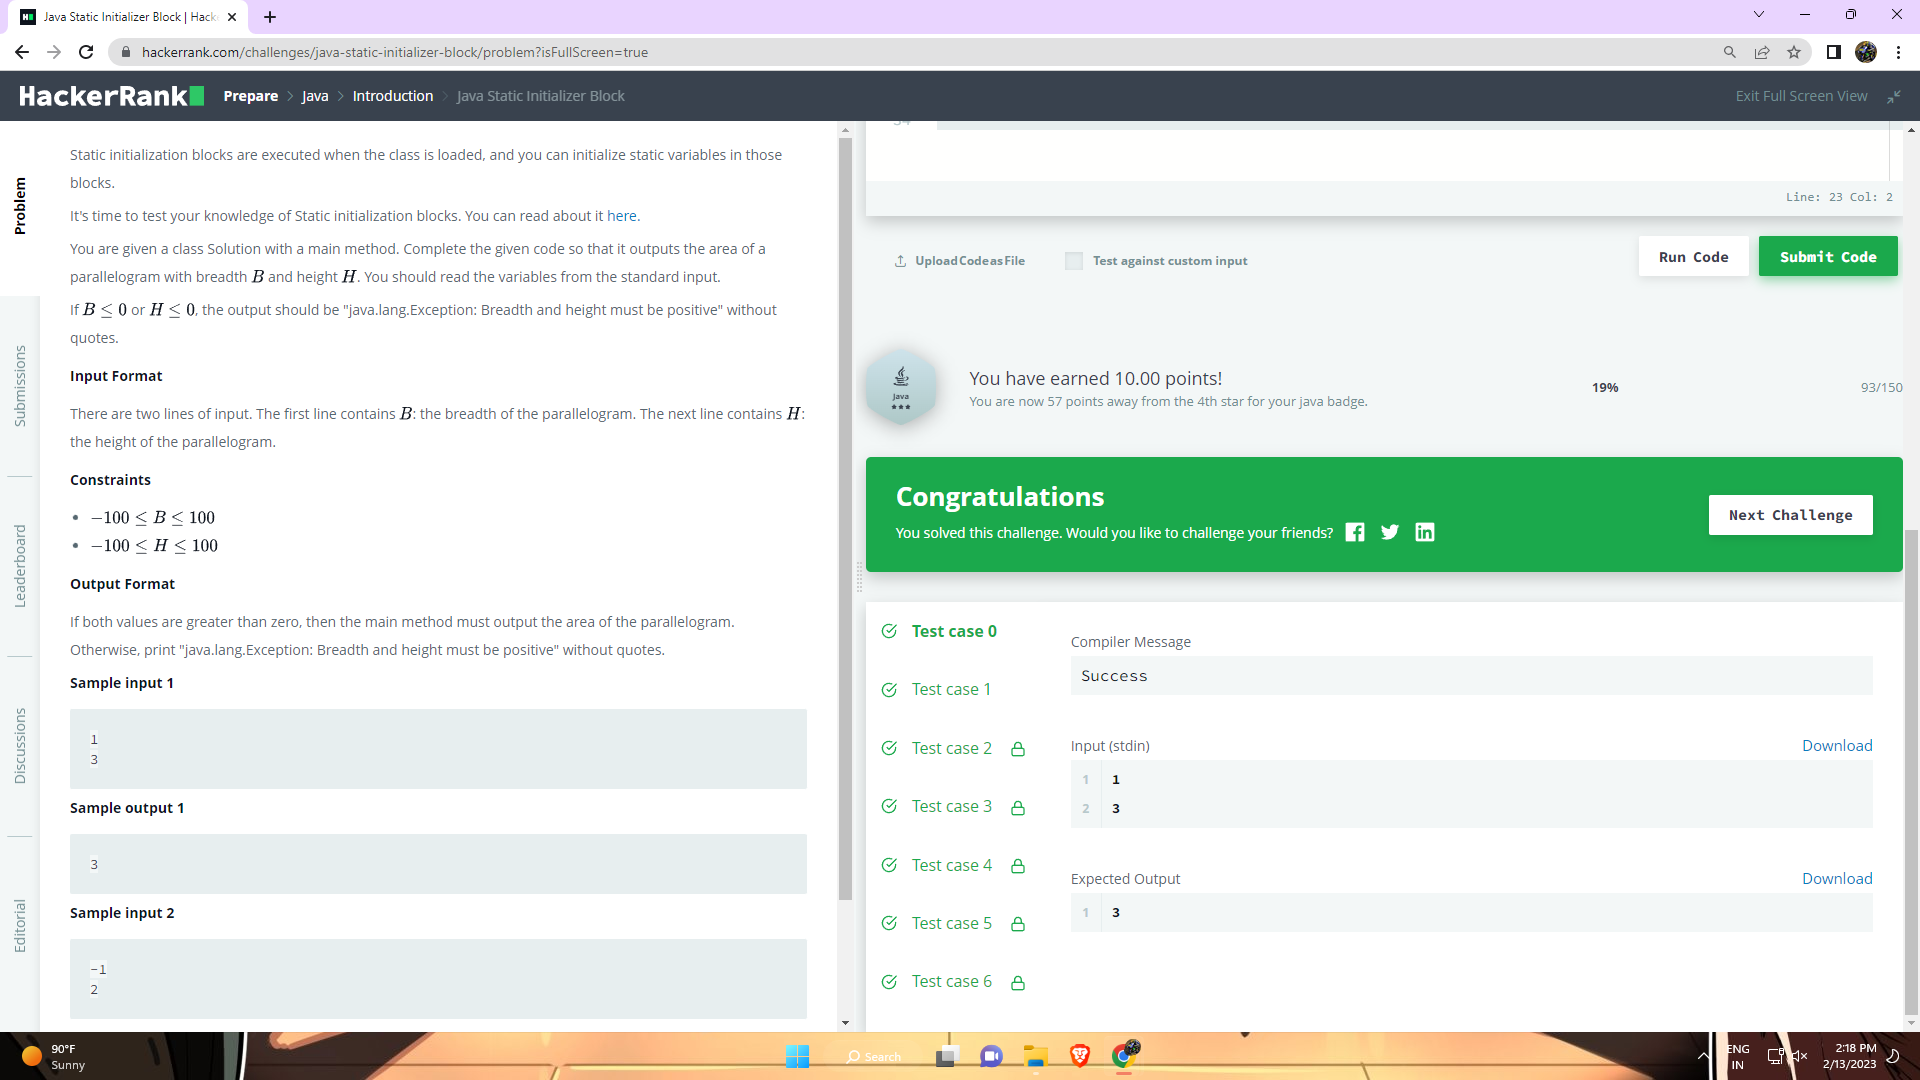 Java Static Initializer Block | Hack
hackerrank.com/challenges/java-static-initializer-block/problem?isFullScreen=true
HackerRank
Prepare > Java > Introduction > Java Static Initializer Block
Exit Full Screen View
Problem
Submissions
Leaderboard
Discussions
Editorial
Static initialization blocks are executed when the class is loaded, and you can initialize static variables in those
blocks.
It's time to test your knowledge of Static initialization blocks. You can read about it here.
You are given a class Solution with a main method. Complete the given code so that it outputs the area of a
parallelogram with breadth B and height H. You should read the variables from the standard input.
If B ≤ 0 or H ≤ 0, the output should be "java.lang.Exception: Breadth and height must be positive" without
quotes.
Input Format
There are two lines of input. The first line contains B: the breadth of the parallelogram. The next line contains H:
the height of the parallelogram.
Constraints
• −100 ≤ B ≤ 100
• −100 ≤ H ≤ 100
Output Format
If both values are greater than zero, then the main method must output the area of the parallelogram.
Otherwise, print "java.lang.Exception: Breadth and height must be positive" without quotes.
Sample input 1
1
3
Sample output 1
3
Sample input 2
-1
2
Line: 23 Col: 2
Upload Code as File
Test against custom input
Run Code
Submit Code
Java
You have earned 10.00 points!
You are now 57 points away from the 4th star for your java badge.
19%
93/150
Congratulations
You solved this challenge. Would you like to challenge your friends?
Next Challenge
Test case 0
Test case 1
Test case 2
Test case 3
Test case 4
Test case 5
Test case 6
Compiler Message
Success
Input (stdin)
Download
1 1
2 3
Expected Output
Download
1 3
90°F
Sunny
Search
ENG
IN
2:18 PM
2/13/2023